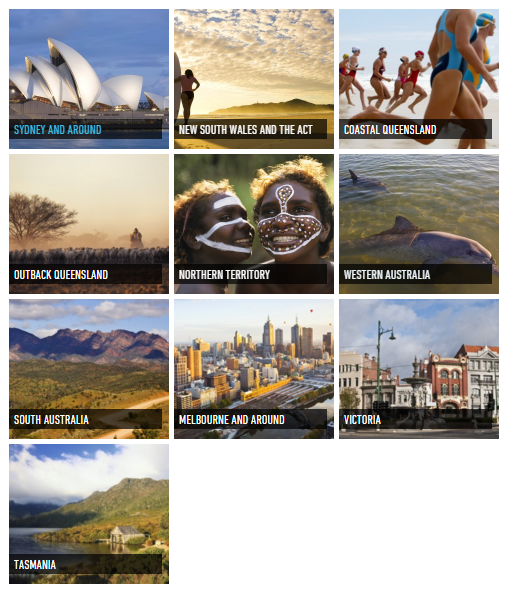 SYDNEY AND AROUND
NEW SOUTH WALES AND THE ACT
COASTAL QUEENSLAND
OUTBACK QUEENSLAND
NORTHERN TERRITORY
WESTERN AUSTRALIA
SOUTH AUSTRALIA
MELBOURNE AND AROUND
VICTORIA
TASMANIA